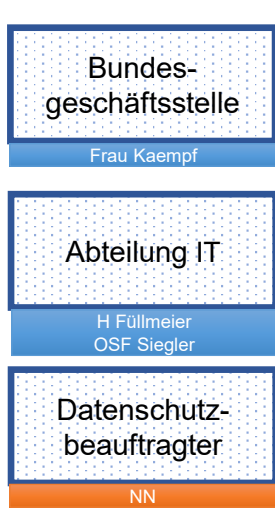 Bundes-
geschäftsstelle
Frau Kaempf
Abteilung IT
H Füllmeier
OSF Siegler
Datenschutz-
beauftragter
NN